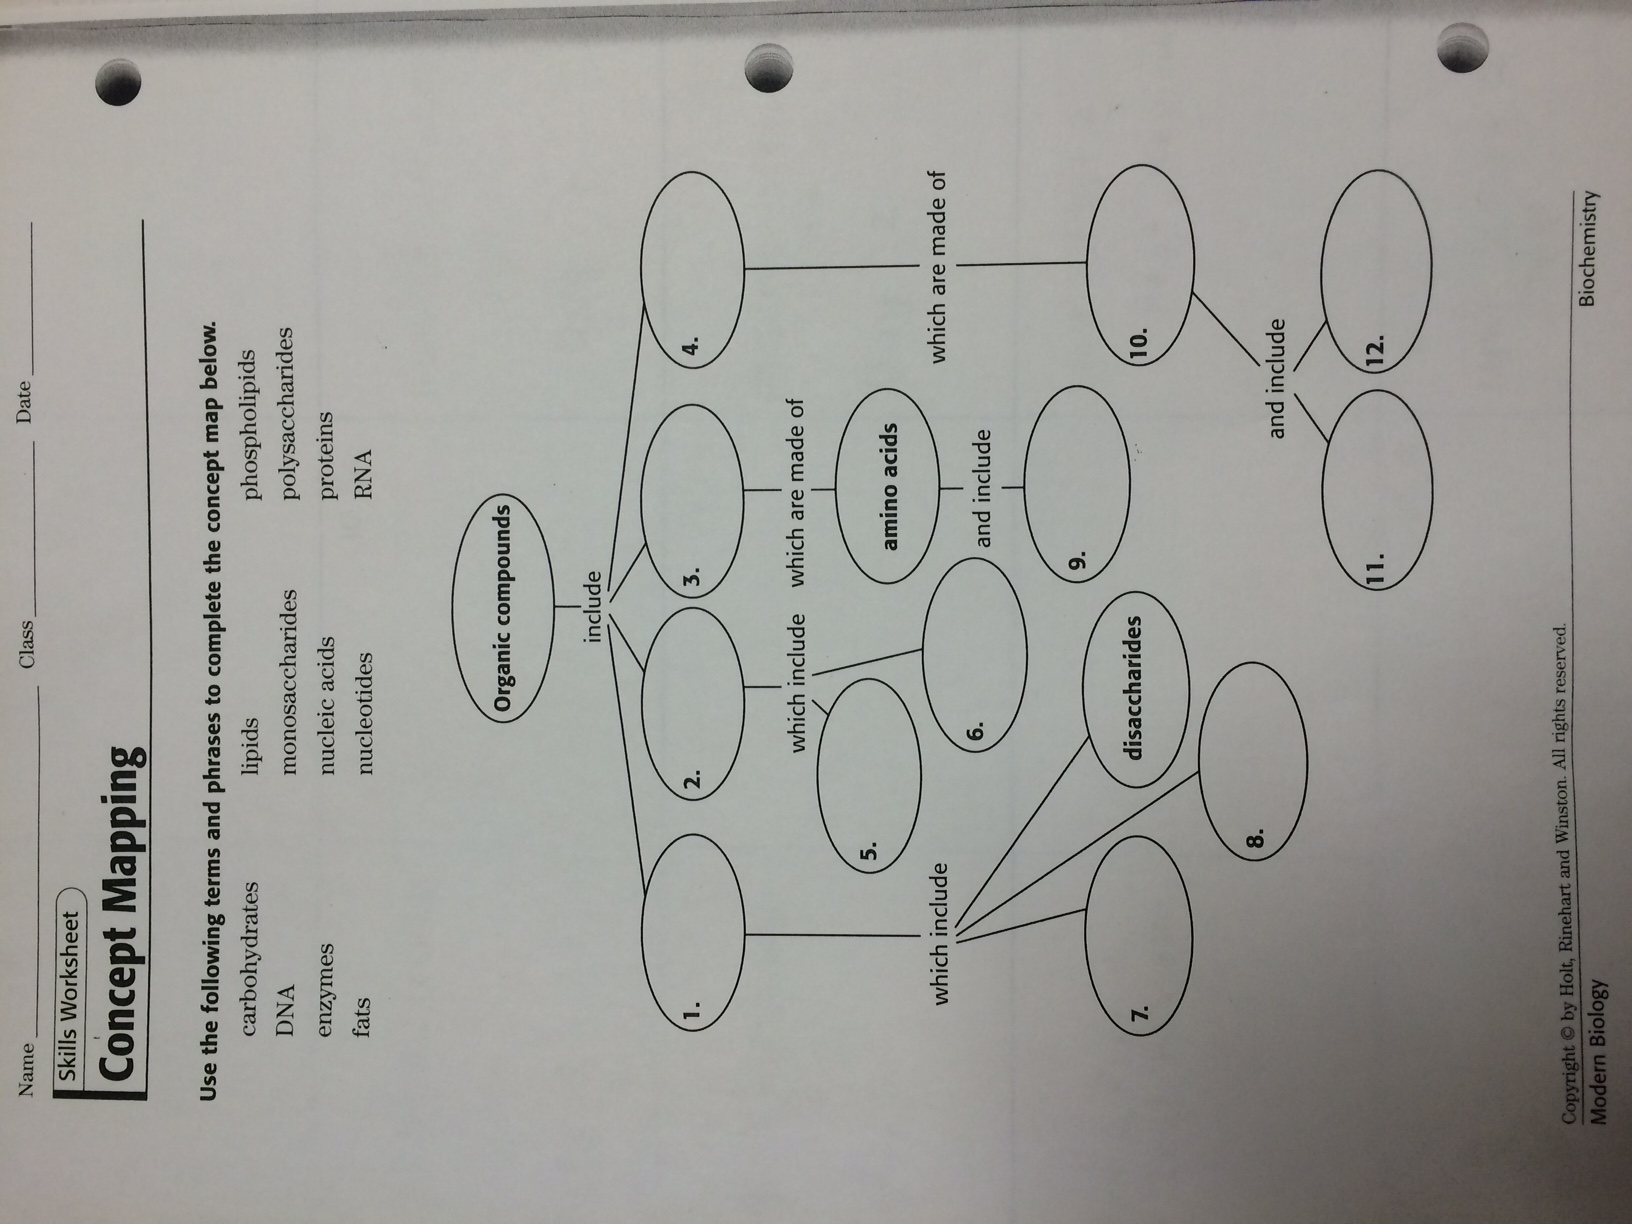 Name Class Date
Skills Worksheet
Concept Mapping
Use the following terms and phrases to complete the concept map below.
carbohydrates lipids phospholipids
DNA monosaccharides polysaccharides
enzymes nucleic acids proteins
fats nucleotides RNA
Organic compounds
include
1. 2. 3. 4.
which include which are made of
5. amino acids
which include 6. and include which are made of
7. disaccharides 9. 10.
8. and include
11. 12.
Copyright © by Holt, Rinehart and Winston. All rights reserved.
Modern Biology Biochemistry